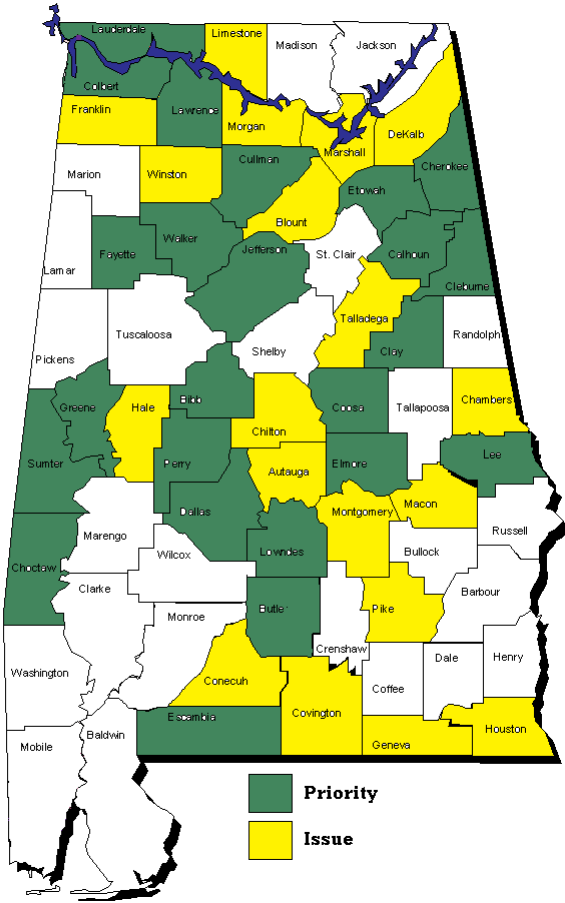 Lauderdale
Limestone
Madison
Jackson
Colbert
Franklin
Lawrence
Morgan
DeKalb
Marshall
Cullman
Cherokee
Marion
Winston
Etowah
Blount
Walker
Jefferson
St. Clair
Calhoun
Fayette
Lamar
Cleburne
Talladega
Tuscaloosa
Randolph
Shelby
Clay
Pickens
Bibb
Chambers
Greene
Hale
Coosa
Tallapoosa
Chilton
Lee
Sumter
Perry
Autauga
Elmore
Macon
Dallas
Montgomery
Russell
Marengo
Lowndes
Bullock
Wilcox
Choctaw
Clarke
Barbour
Monroe
Butler
Pike
Crenshaw
Dale
Henry
Washington
Conecuh
Coffee
Covington
Escambia
Houston
Baldwin
Mobile
Geneva
Priority
Issue